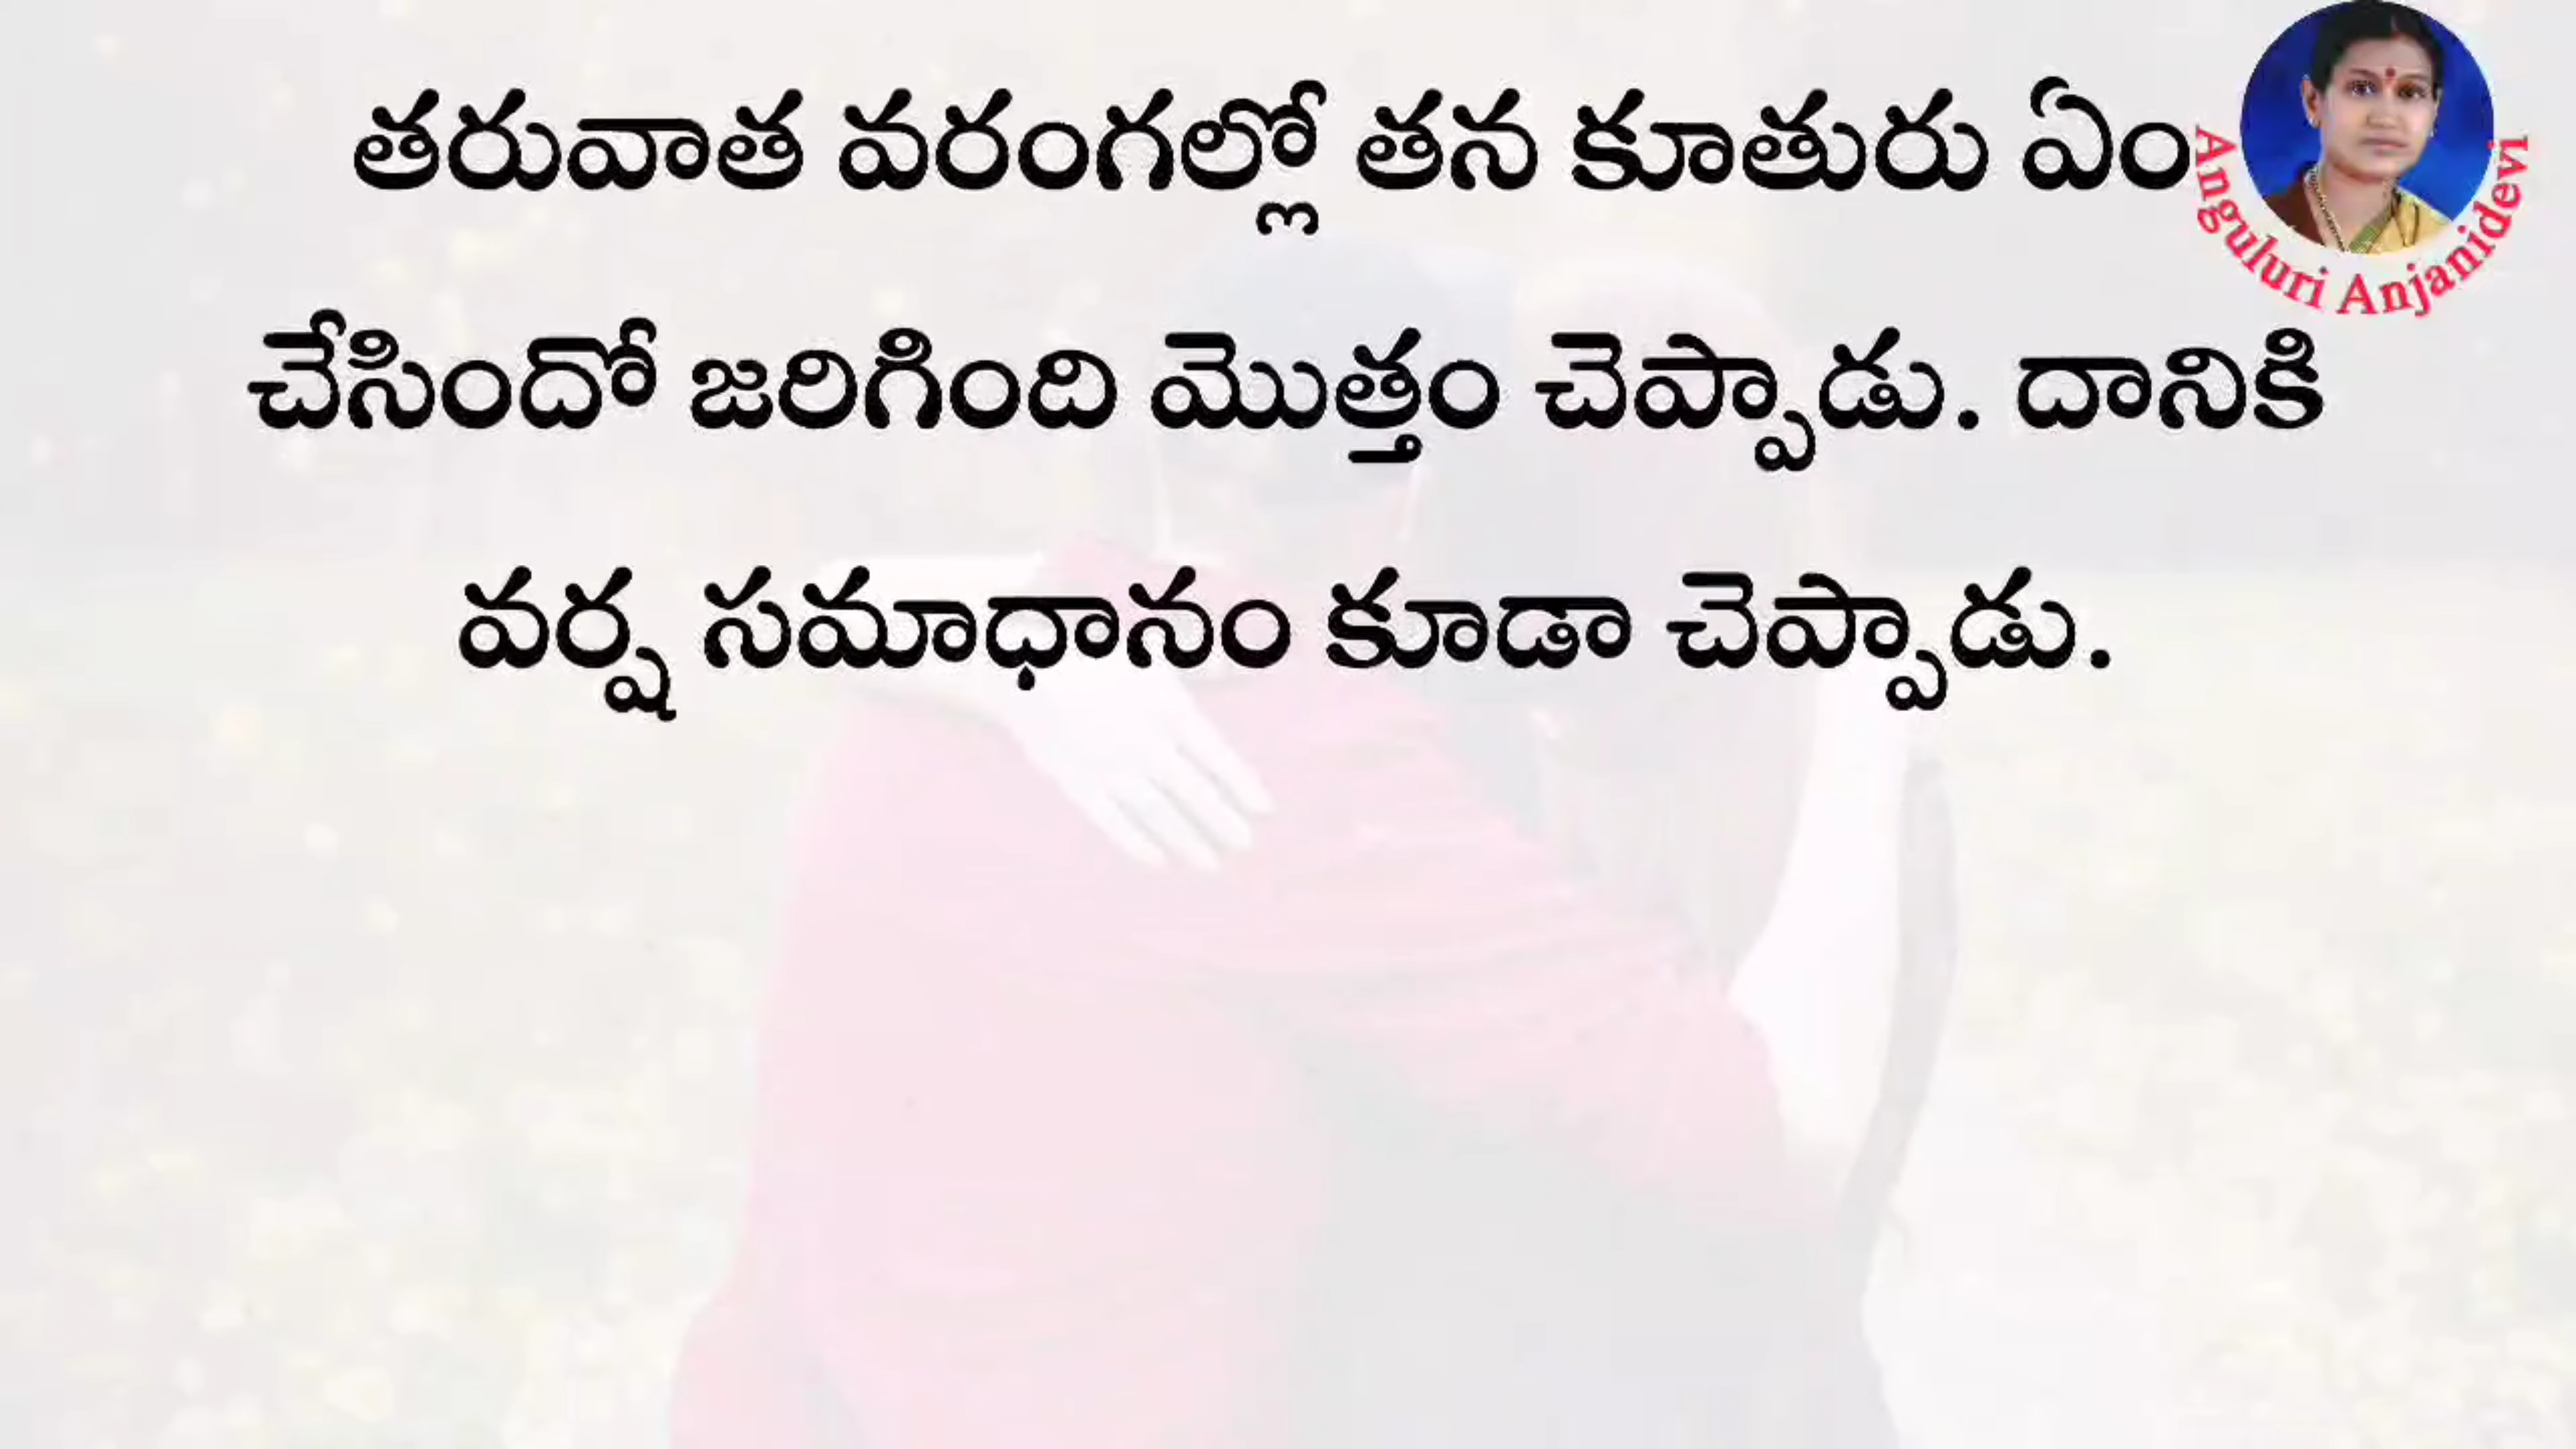 తరువాత వరంగల్లో తన కూతురు ఏం
చేసిందో జరిగింది మొత్తం చెప్పాడు. దానికి
వర్ష సమాధానం కూడా చెప్పాడు.
Anguluri Anjanidevi